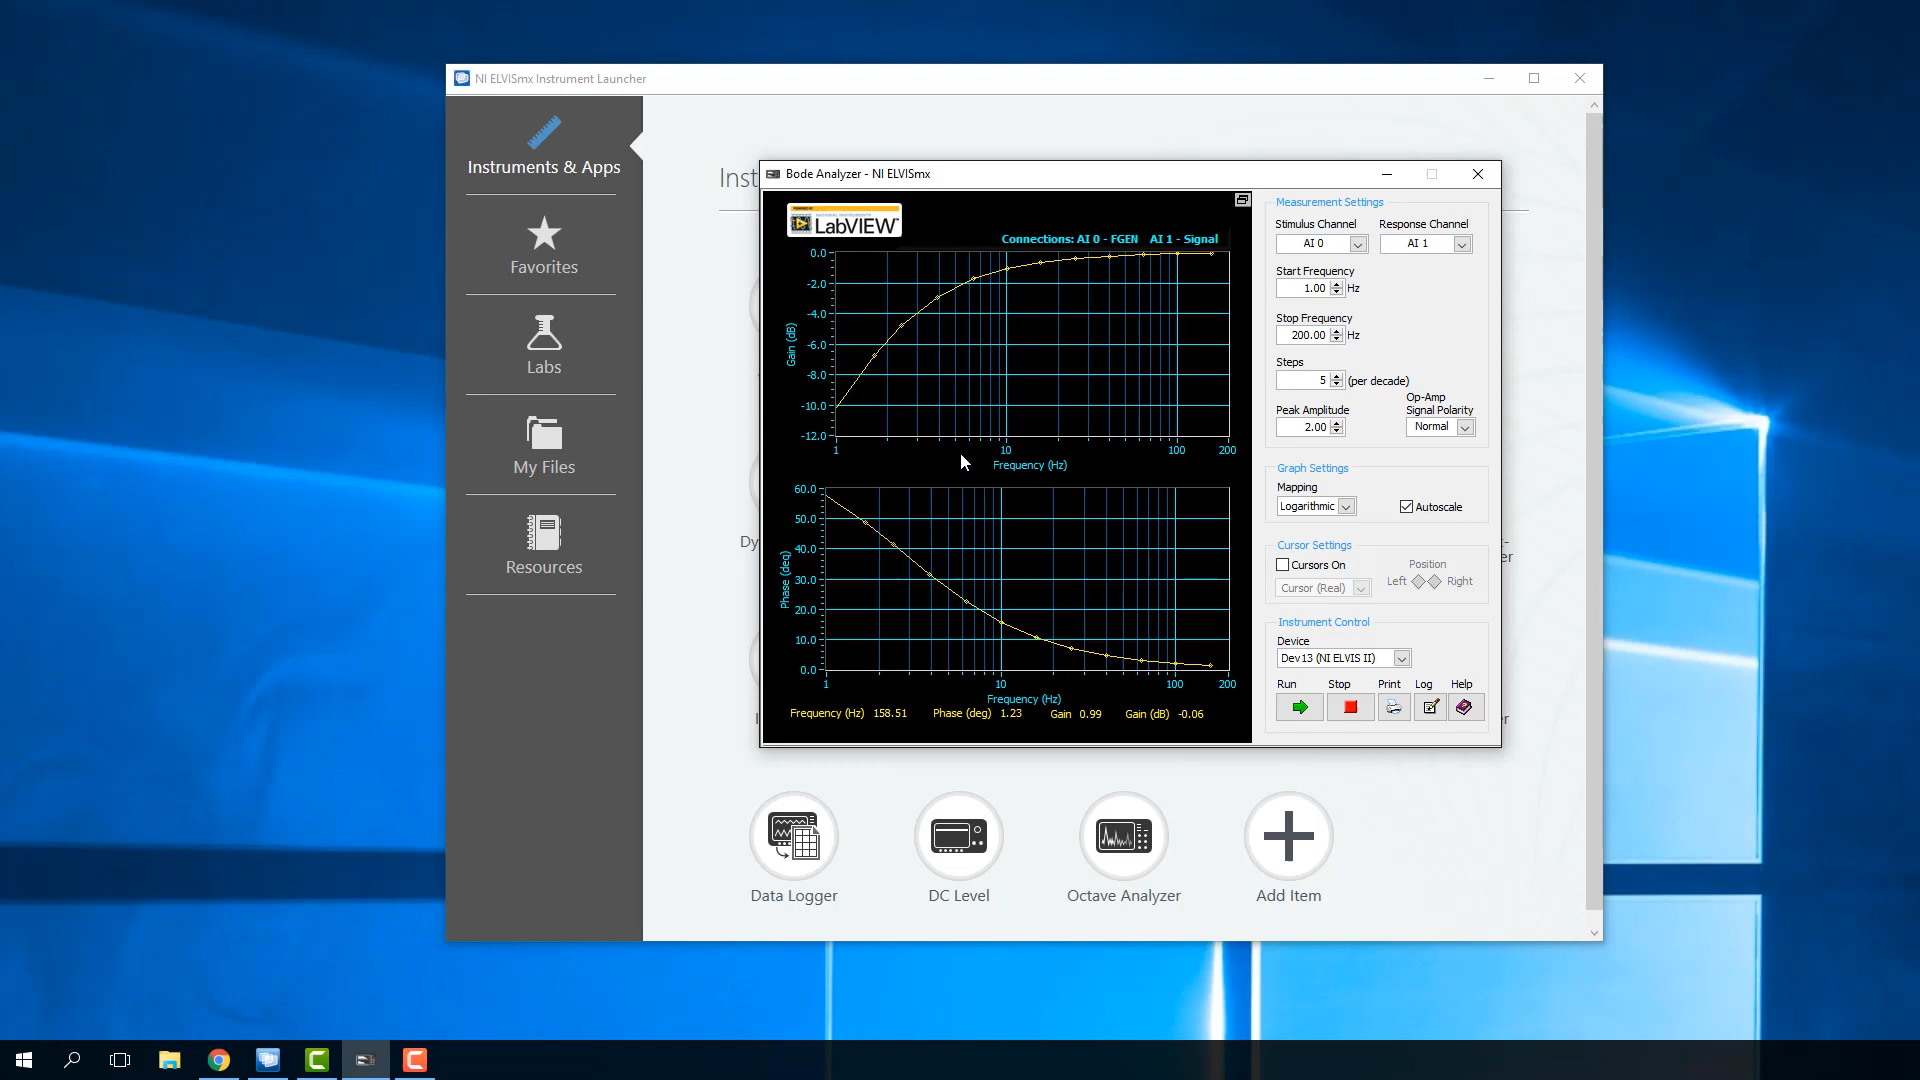 NI ELVISmx Instrument Launcher
Instruments & Apps
Favorites
Labs
My Files
Resources
Inst
Dy
er
r
Data Logger
DC Level
Octave Analyzer
Add Item
Bode Analyzer - NI ELVISmx
LabVIEW
Connections: AI 0 - FGEN AI 1 - Signal
Gain (dB)
0.0
-2.0
-4.0
-6.0
-8.0
-10.0
-12.0
1 10 100 200
Frequency (Hz)
Phase (deg)
60.0
50.0
40.0
30.0
20.0
10.0
0.0
1 10 100 200
Frequency (Hz)
Frequency (Hz) 158.51 Phase (deg) 1.23 Gain 0.99 Gain (dB) -0.06
Measurement Settings
Stimulus Channel Response Channel
AI 0 AI 1
Start Frequency
1.00 Hz
Stop Frequency
200.00 Hz
Steps
5 (per decade)
Peak Amplitude
2.00
Op-Amp
Signal Polarity
Normal
Graph Settings
Mapping
Logarithmic Autoscale
Cursor Settings
Cursors On
Cursor (Real)
Position
Left Right
Instrument Control
Device
Dev13 (NI ELVIS II)
Run Stop Print Log Help